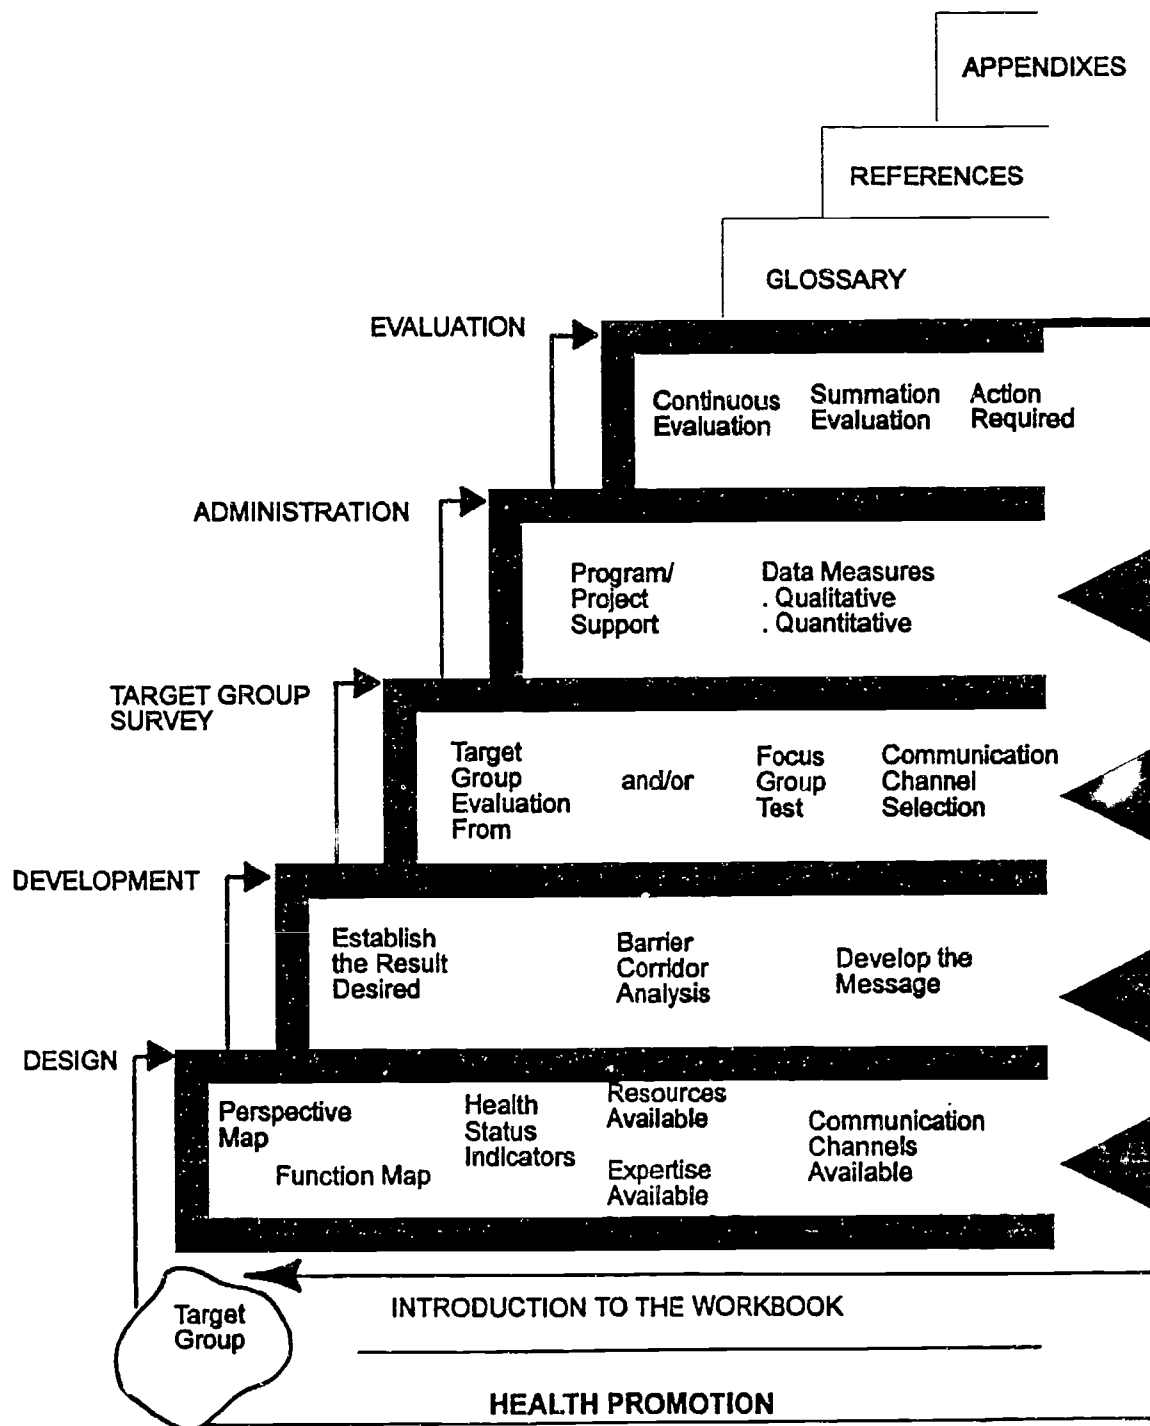 APPENDIXES
REFERENCES
GLOSSARY
EVALUATION
Continuous
Evaluation
Summation
Evaluation
Action
Required
ADMINISTRATION
Program/
Project
Support
Data Measures
. Qualitative
. Quantitative
TARGET GROUP
SURVEY
Target
Group
Evaluation
From
and/or
Focus
Group
Test
Communication
Channel
Selection
DEVELOPMENT
Establish
the Result
Desired
Barrier
Corridor
Analysis
Develop the
Message
DESIGN
Perspective
Map
Function Map
Health
Status
Indicators
Resources
Available
Expertise
Available
Communication
Channels
Available
Target
Group
INTRODUCTION TO THE WORKBOOK
HEALTH PROMOTION